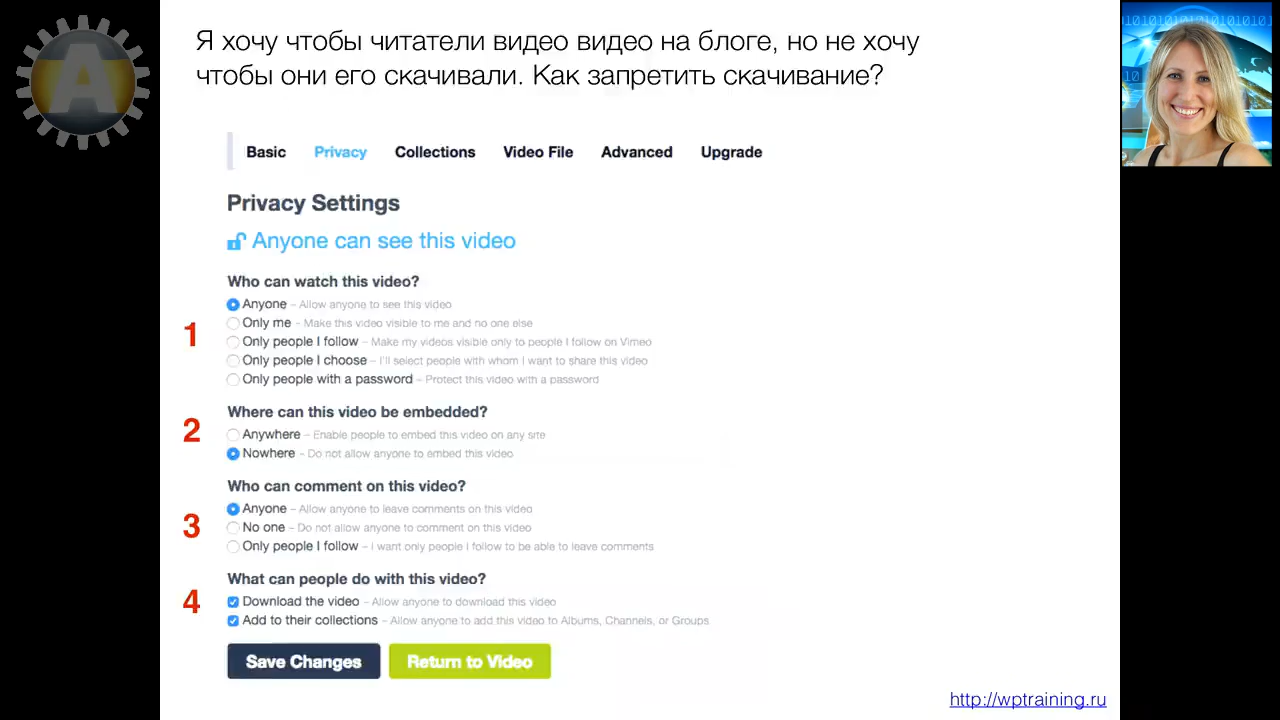 Я хочу чтобы читатели видео видео на блоге, но не хочу
чтобы они его скачивали. Как запретить скачивание?
A
Basic Privacy Collections Video File Advanced Upgrade
Privacy Settings
Anyone can see this video
Who can watch this video?
Anyone – Allow anyone to see this video
Only me – Make this video visible to me and no one else
1
Only people I follow – Make my videos visible only to people I follow on Vimeo
Only people I choose – I'll select people with whom I want to share this video
Only people with a password – Protect this video with a password
Where can this video be embedded?
2
Anywhere – Enable people to embed this video on any site
Nowhere – Do not allow anyone to embed this video
Who can comment on this video?
Anyone – Allow anyone to leave comments on this video
3
No one – Do not allow anyone to comment on this video
Only people I follow – I want only people I follow to be able to leave comments
What can people do with this video?
4
Download the video – Allow anyone to download this video
Add to their collections – Allow anyone to add this video to Albums, Channels, or Groups
Save Changes Return to Video
http://wptraining.ru